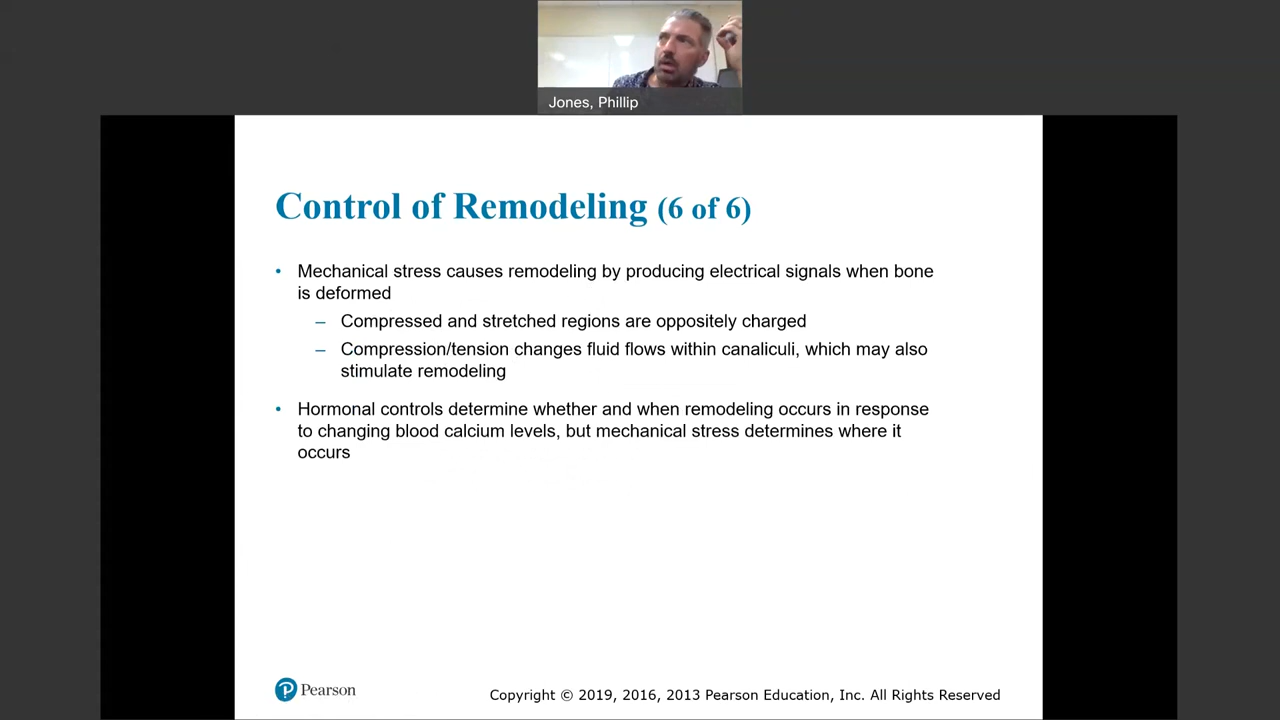 Jones, Phillip
Control of Remodeling (6 of 6)
• Mechanical stress causes remodeling by producing electrical signals when bone
is deformed
– Compressed and stretched regions are oppositely charged
– Compression/tension changes fluid flows within canaliculi, which may also
stimulate remodeling
• Hormonal controls determine whether and when remodeling occurs in response
to changing blood calcium levels, but mechanical stress determines where it
occurs
P Pearson
Copyright © 2019, 2016, 2013 Pearson Education, Inc. All Rights Reserved